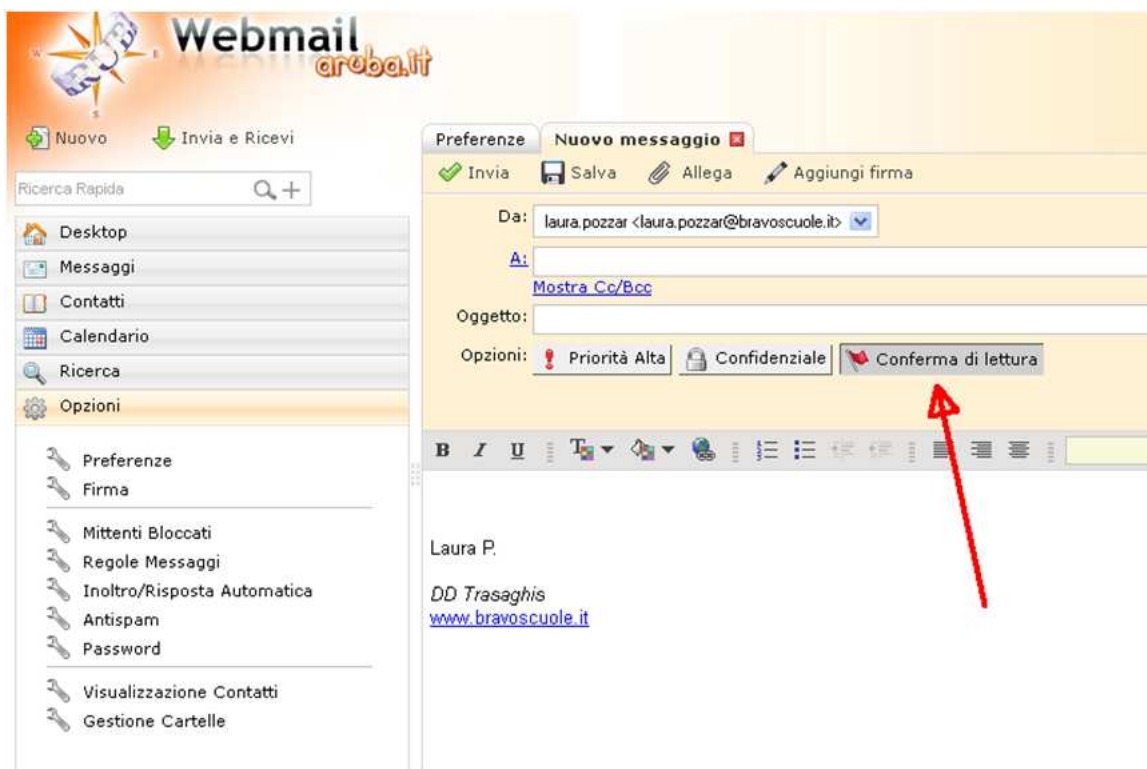 Webmail
aruba.it
W E
S
Nuovo Invia e Ricevi
Ricerca Rapida
Desktop
Messaggi
Contatti
Calendario
Ricerca
Opzioni
Preferenze
Firma
Mittenti Bloccati
Regole Messaggi
Inoltro/Risposta Automatica
Antispam
Password
Visualizzazione Contatti
Gestione Cartelle
Preferenze Nuovo messaggio
Invia Salva Allega Aggiungi firma
Da: laura.pozzar <laura.pozzar@bravoscuole.it>
A:
Mostra Cc/Bcc
Oggetto:
Opzioni: Priorità Alta Confidenziale Conferma di lettura
B I U T
Laura P.
DD Trasaghis
www.bravoscuole.it